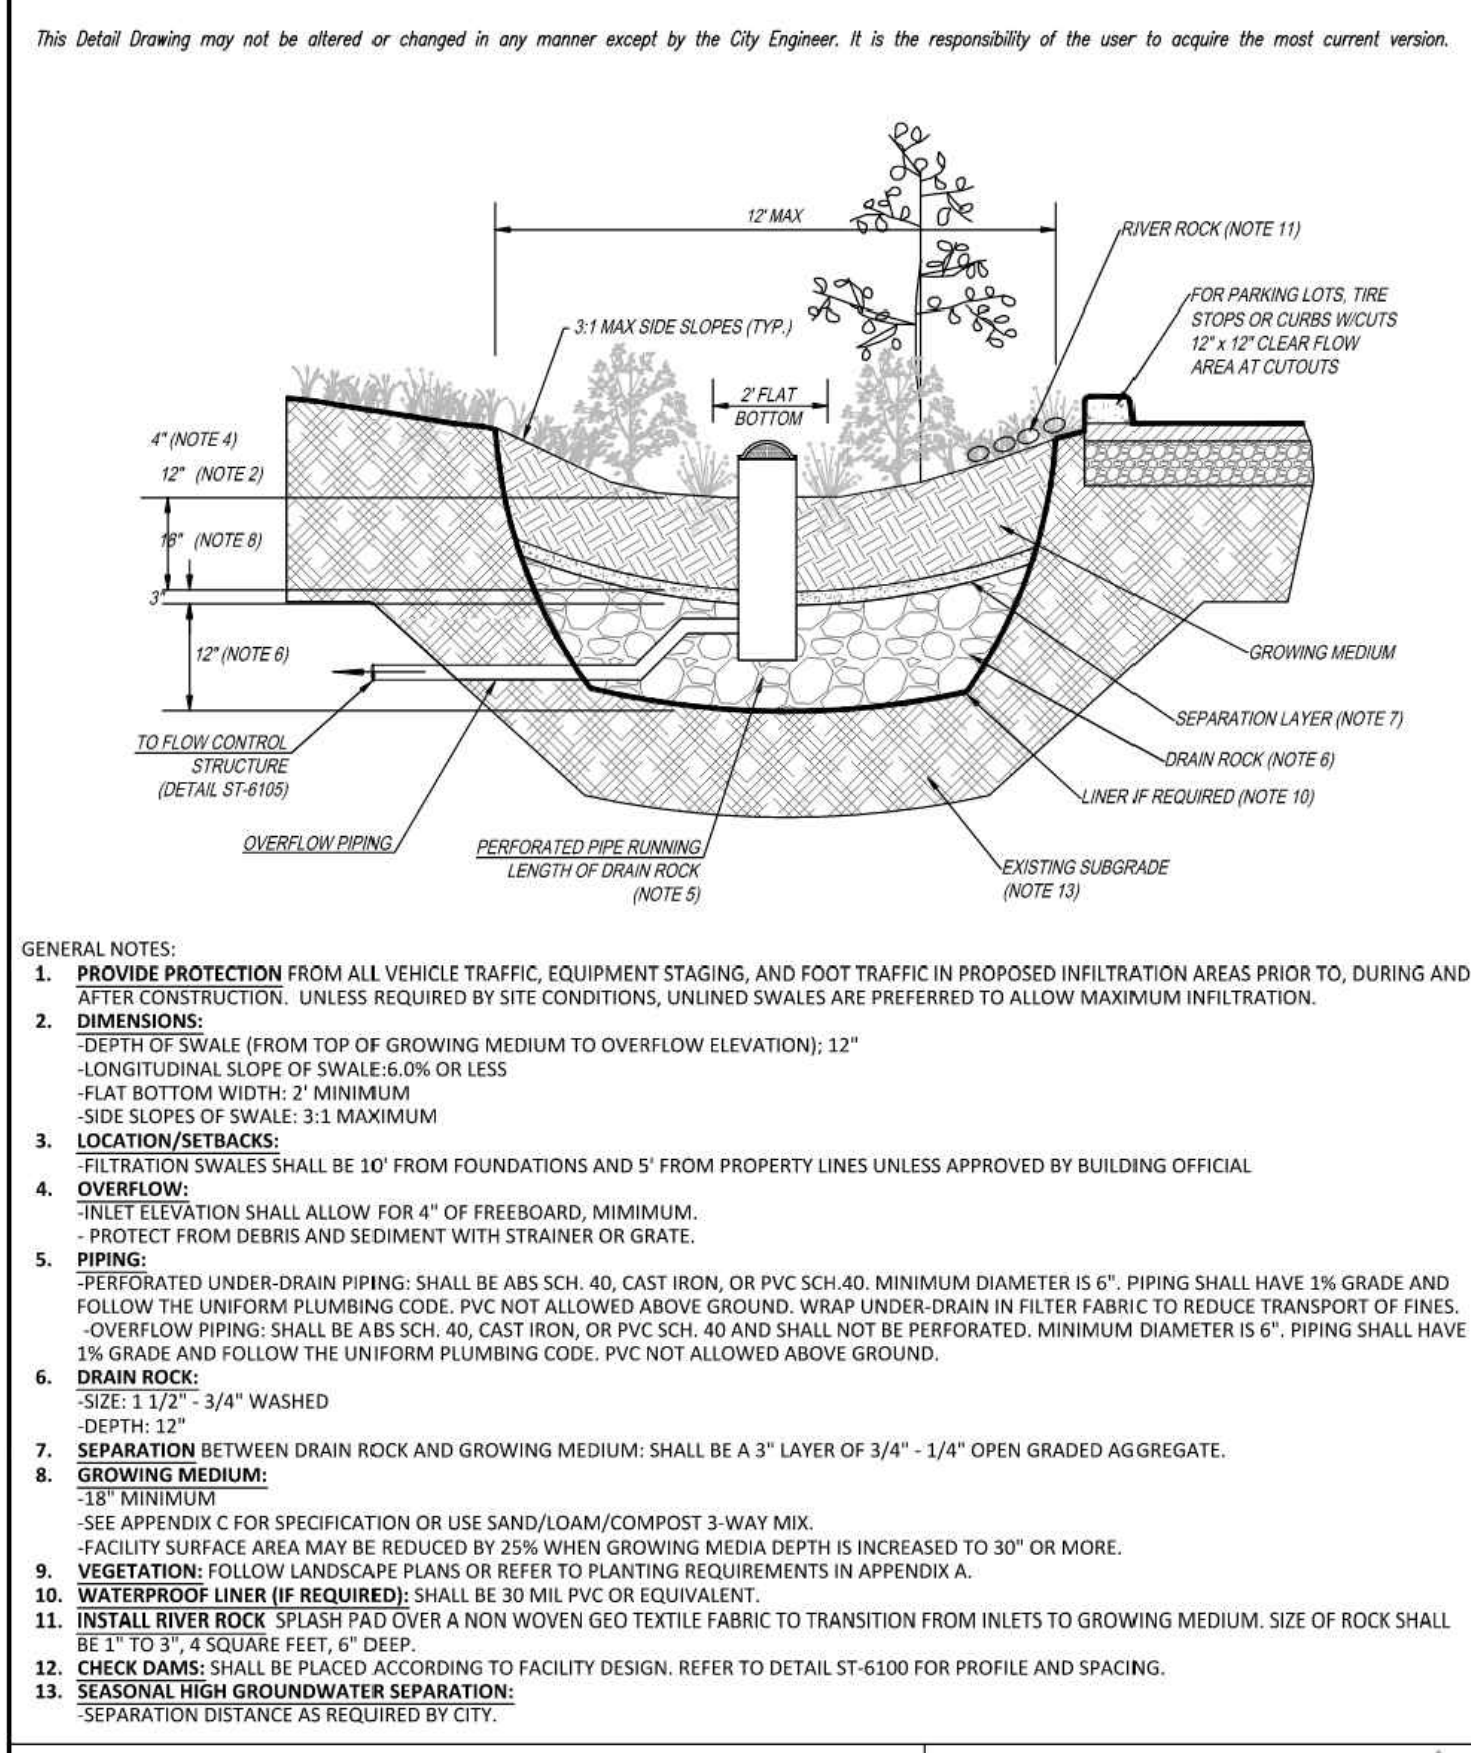 This Detail Drawing may not be altered or changed in any manner except by the City Engineer. It is the responsibility of the user to acquire the most current version.
12' MAX
RIVER ROCK (NOTE 11)
FOR PARKING LOTS, TIRE
STOPS OR CURBS W/CUTS
12" x 12" CLEAR FLOW
AREA AT CUTOUTS
3:1 MAX SIDE SLOPES (TYP.)
2' FLAT
BOTTOM
4" (NOTE 4)
12" (NOTE 2)
18" (NOTE 8)
3"
12" (NOTE 6)
GROWING MEDIUM
SEPARATION LAYER (NOTE 7)
DRAIN ROCK (NOTE 6)
LINER IF REQUIRED (NOTE 10)
TO FLOW CONTROL
STRUCTURE
(DETAIL ST-6105)
OVERFLOW PIPING
PERFORATED PIPE RUNNING
LENGTH OF DRAIN ROCK
(NOTE 5)
EXISTING SUBGRADE
(NOTE 13)
GENERAL NOTES:
1. PROVIDE PROTECTION FROM ALL VEHICLE TRAFFIC, EQUIPMENT STAGING, AND FOOT TRAFFIC IN PROPOSED INFILTRATION AREAS PRIOR TO, DURING AND
AFTER CONSTRUCTION. UNLESS REQUIRED BY SITE CONDITIONS, UNLINED SWALES ARE PREFERRED TO ALLOW MAXIMUM INFILTRATION.
2. DIMENSIONS:
-DEPTH OF SWALE (FROM TOP OF GROWING MEDIUM TO OVERFLOW ELEVATION); 12"
-LONGITUDINAL SLOPE OF SWALE:6.0% OR LESS
-FLAT BOTTOM WIDTH: 2' MINIMUM
-SIDE SLOPES OF SWALE: 3:1 MAXIMUM
3. LOCATION/SETBACKS:
-FILTRATION SWALES SHALL BE 10' FROM FOUNDATIONS AND 5' FROM PROPERTY LINES UNLESS APPROVED BY BUILDING OFFICIAL
4. OVERFLOW:
-INLET ELEVATION SHALL ALLOW FOR 4" OF FREEBOARD, MIMIMUM.
- PROTECT FROM DEBRIS AND SEDIMENT WITH STRAINER OR GRATE.
5. PIPING:
-PERFORATED UNDER-DRAIN PIPING: SHALL BE ABS SCH. 40, CAST IRON, OR PVC SCH.40. MINIMUM DIAMETER IS 6". PIPING SHALL HAVE 1% GRADE AND
FOLLOW THE UNIFORM PLUMBING CODE. PVC NOT ALLOWED ABOVE GROUND. WRAP UNDER-DRAIN IN FILTER FABRIC TO REDUCE TRANSPORT OF FINES.
-OVERFLOW PIPING: SHALL BE ABS SCH. 40, CAST IRON, OR PVC SCH. 40 AND SHALL NOT BE PERFORATED. MINIMUM DIAMETER IS 6". PIPING SHALL HAVE
1% GRADE AND FOLLOW THE UNIFORM PLUMBING CODE. PVC NOT ALLOWED ABOVE GROUND.
6. DRAIN ROCK:
-SIZE: 1 1/2" - 3/4" WASHED
-DEPTH: 12"
7. SEPARATION BETWEEN DRAIN ROCK AND GROWING MEDIUM: SHALL BE A 3" LAYER OF 3/4" - 1/4" OPEN GRADED AGGREGATE.
8. GROWING MEDIUM:
-18" MINIMUM
-SEE APPENDIX C FOR SPECIFICATION OR USE SAND/LOAM/COMPOST 3-WAY MIX.
-FACILITY SURFACE AREA MAY BE REDUCED BY 25% WHEN GROWING MEDIA DEPTH IS INCREASED TO 30" OR MORE.
9. VEGETATION: FOLLOW LANDSCAPE PLANS OR REFER TO PLANTING REQUIREMENTS IN APPENDIX A.
10. WATERPROOF LINER (IF REQUIRED): SHALL BE 30 MIL PVC OR EQUIVALENT.
11. INSTALL RIVER ROCK SPLASH PAD OVER A NON WOVEN GEO TEXTILE FABRIC TO TRANSITION FROM INLETS TO GROWING MEDIUM. SIZE OF ROCK SHALL
BE 1" TO 3", 4 SQUARE FEET, 6" DEEP.
12. CHECK DAMS: SHALL BE PLACED ACCORDING TO FACILITY DESIGN. REFER TO DETAIL ST-6100 FOR PROFILE AND SPACING.
13. SEASONAL HIGH GROUNDWATER SEPARATION:
-SEPARATION DISTANCE AS REQUIRED BY CITY.